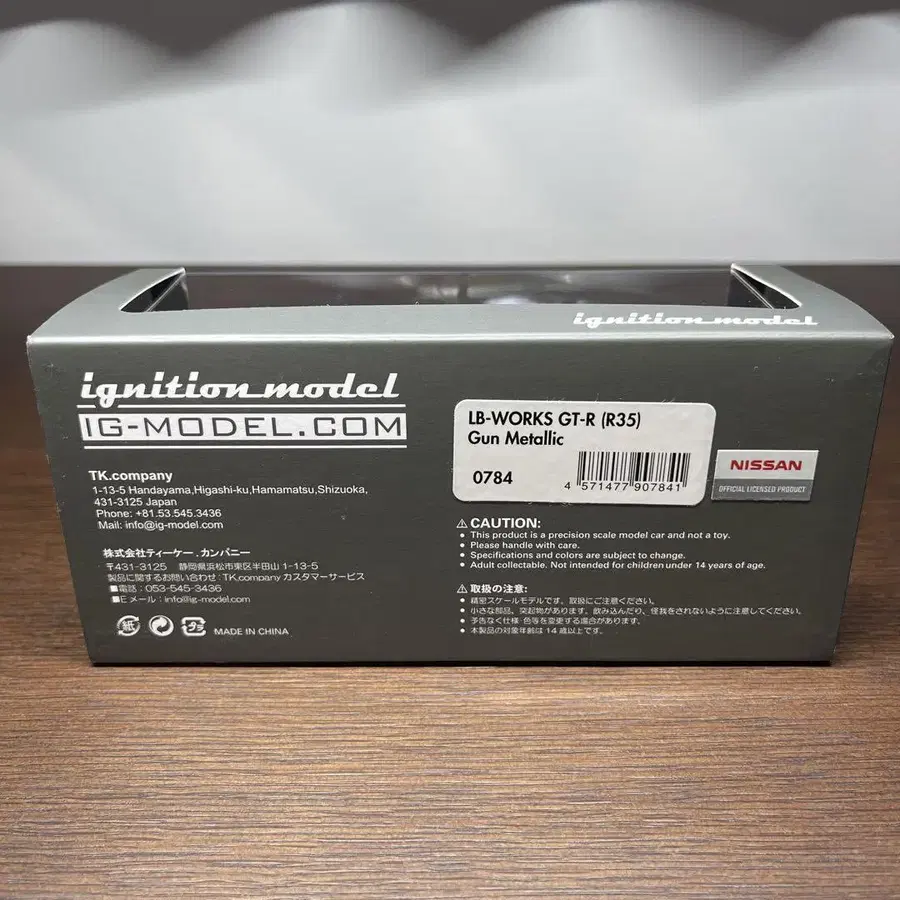 ignition model
ignition model
IG-MODEL.COM
TK.company
1-13-5 Handayama,Higashi-ku,Hamamatsu,Shizuoka,
431-3125 Japan
Phone: +81.53.545.3436
Mail: info@ig-model.com
株式会社ティーケー.カンパニー
〒431-3125 静岡県浜松市東区半田山1-13-5
製品に関するお問い合わせ:TK.company カスタマーサービス
■電話:053-545-3436
■Eメール:info@ig-model.com
紙
プラ
MADE IN CHINA
LB-WORKS GT-R (R35)
Gun Metallic
0784
4 571477 907841
NISSAN
OFFICIAL LICENSED PRODUCT
⚠CAUTION:
• This product is a precision scale model car and not a toy.
• Please handle with care.
• Specifications and colors are subject to change.
• Adult collectable. Not intended for children under 14 years of age.
⚠取扱の注意:
• 精密スケールモデルです。取扱にご注意ください。
• 小さな部品、突起物があります。飲み込んだり、怪我をされないように注意してください。
• 予告なく仕様・色等を変更する場合があります。
• 本製品の対象年齢は14歳以上です。